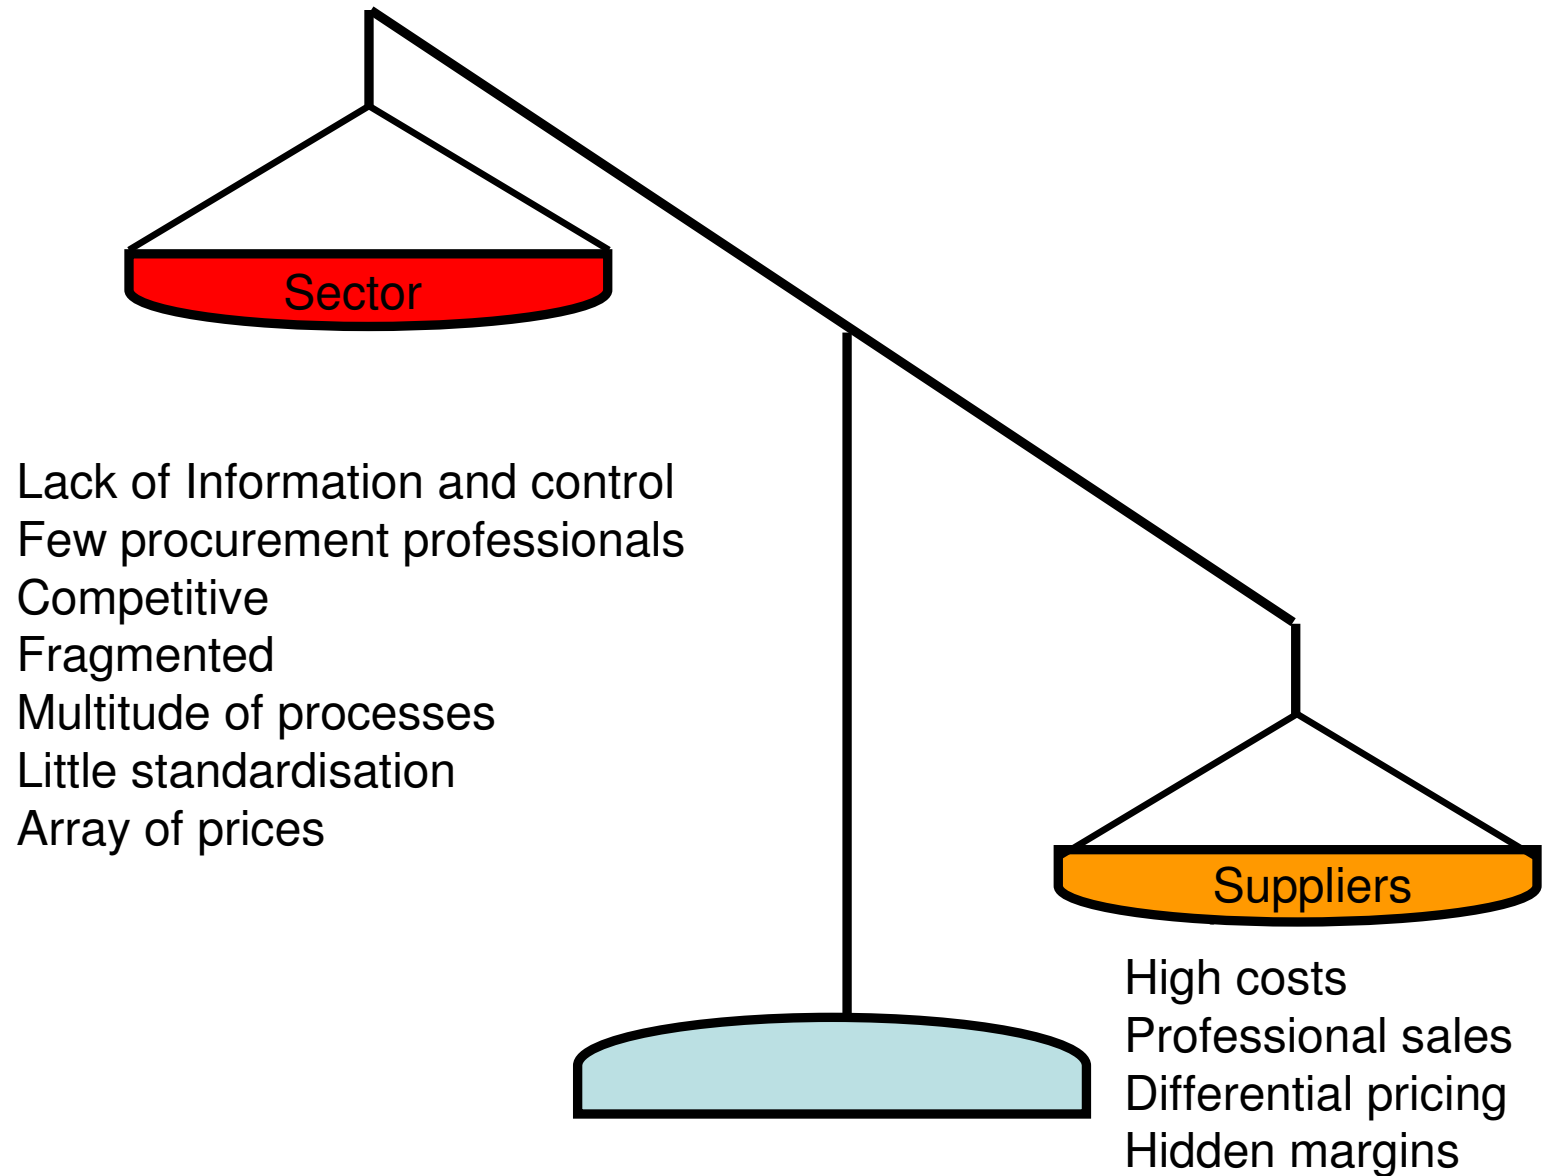 Sector
Lack of Information and control
Few procurement professionals
Competitive
Fragmented
Multitude of processes
Little standardisation
Array of prices
Suppliers
High costs
Professional sales
Differential pricing
Hidden margins